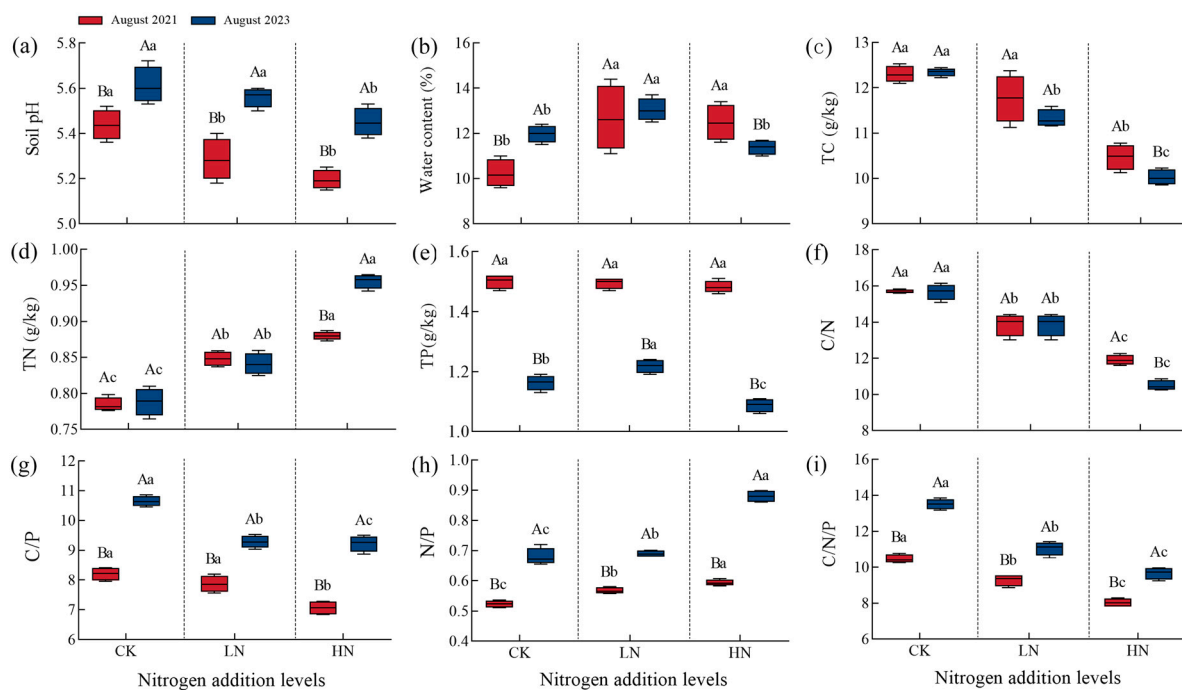 August 2021 August 2023
(a) 5.8 5.6 5.4 5.2 5.0 Soil pH Ba Aa Bb Aa Bb Ab
(b) 16 14 12 10 8 Water content (%) Bb Ab Aa Aa Aa Bb
(c) 13 12 11 10 9 8 TC (g/kg) Aa Aa Aa Aa Ab Bc
(d) 1.00 0.95 0.90 0.85 0.80 0.75 TN (g/kg) Ac Ac Ab Ab Ba Aa
(e) 1.6 1.4 1.2 1.0 TP(g/kg) Aa Bb Aa Ba Aa Bc
(f) 18 16 14 12 10 8 C/N Aa Aa Ab Ab Ac Bc
(g) 12 11 10 9 8 7 6 C/P Ba Aa Ba Ab Bb Ac
(h) 1.0 0.9 0.8 0.7 0.6 0.5 0.4 N/P Bc Ac Bb Ab Ba Aa
(i) 16 14 12 10 8 6 C/N/P Ba Aa Bb Ab Bc Ac
CK LN HN CK LN HN CK LN HN
Nitrogen addition levels Nitrogen addition levels Nitrogen addition levels